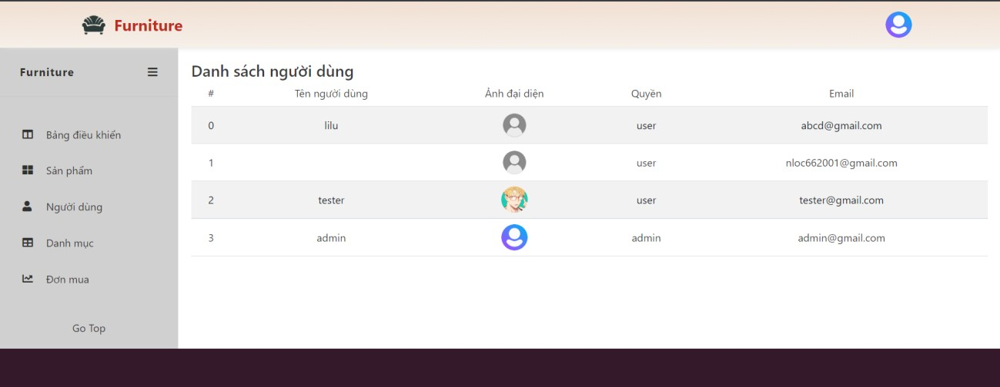 Furniture
Furniture
Bảng điều khiển
Sản phẩm
Người dùng
Danh mục
Đơn mua
Go Top
Danh sách người dùng
# Tên người dùng Ảnh đại diện Quyền Email
0 lilu user abcd@gmail.com
1 user nloc662001@gmail.com
2 tester user tester@gmail.com
3 admin admin admin@gmail.com